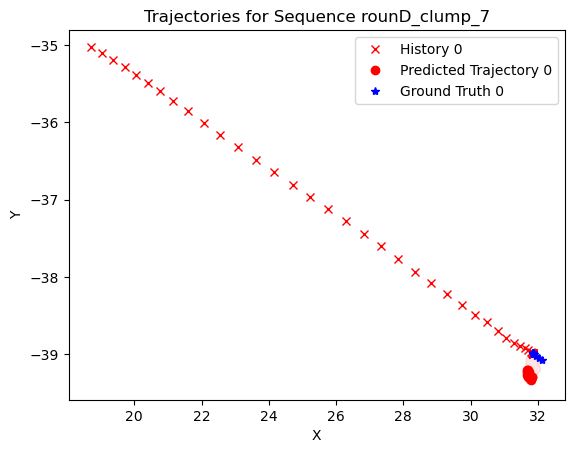 Trajectories for Sequence rounD_clump_7
History 0
Predicted Trajectory 0
Ground Truth 0
−35
−36
−37
−38
−39
Y
20 22 24 26 28 30 32
X